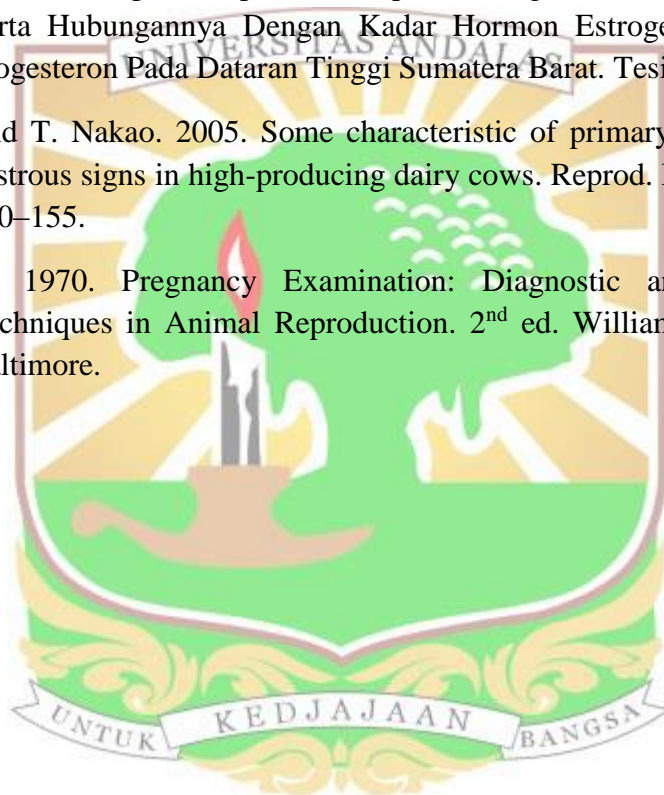 rta Hubungannya Dengan Kadar Hormon Estroge
ogesteron Pada Dataran Tinggi Sumatera Barat. Tesi
UNIVERSITAS ANDALAS
d T. Nakao. 2005. Some characteristic of primary
strous signs in high-producing dairy cows. Reprod.
0–155.
1970. Pregnancy Examination: Diagnostic a
chniques in Animal Reproduction. 2nd ed. William
ltimore.
UNTUK KEDJAJAAN BANGSA